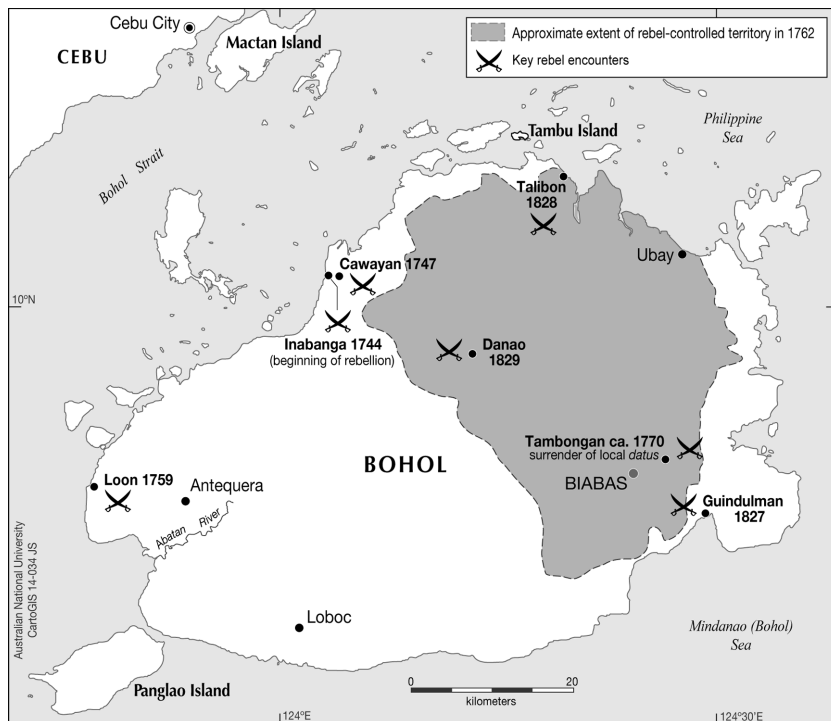 Cebu City
CEBU
Mactan Island
Approximate extent of rebel-controlled territory in 1762
Key rebel encounters
Philippine
Sea
Tambu Island
Bohol Strait
Talibon
1828
Ubay
Cawayan 1747
10°N
Inabanga 1744
(beginning of rebellion)
Danao
1829
Tambongan ca. 1770
surrender of local datus
BOHOL
BIABAS
Loon 1759
Antequera
Guindulman
1827
Abatan River
Loboc
Mindanao (Bohol)
Sea
Panglao Island
0 20
kilometers
124°E
124°30'E
Australian National University
CartoGIS 14-034 JS